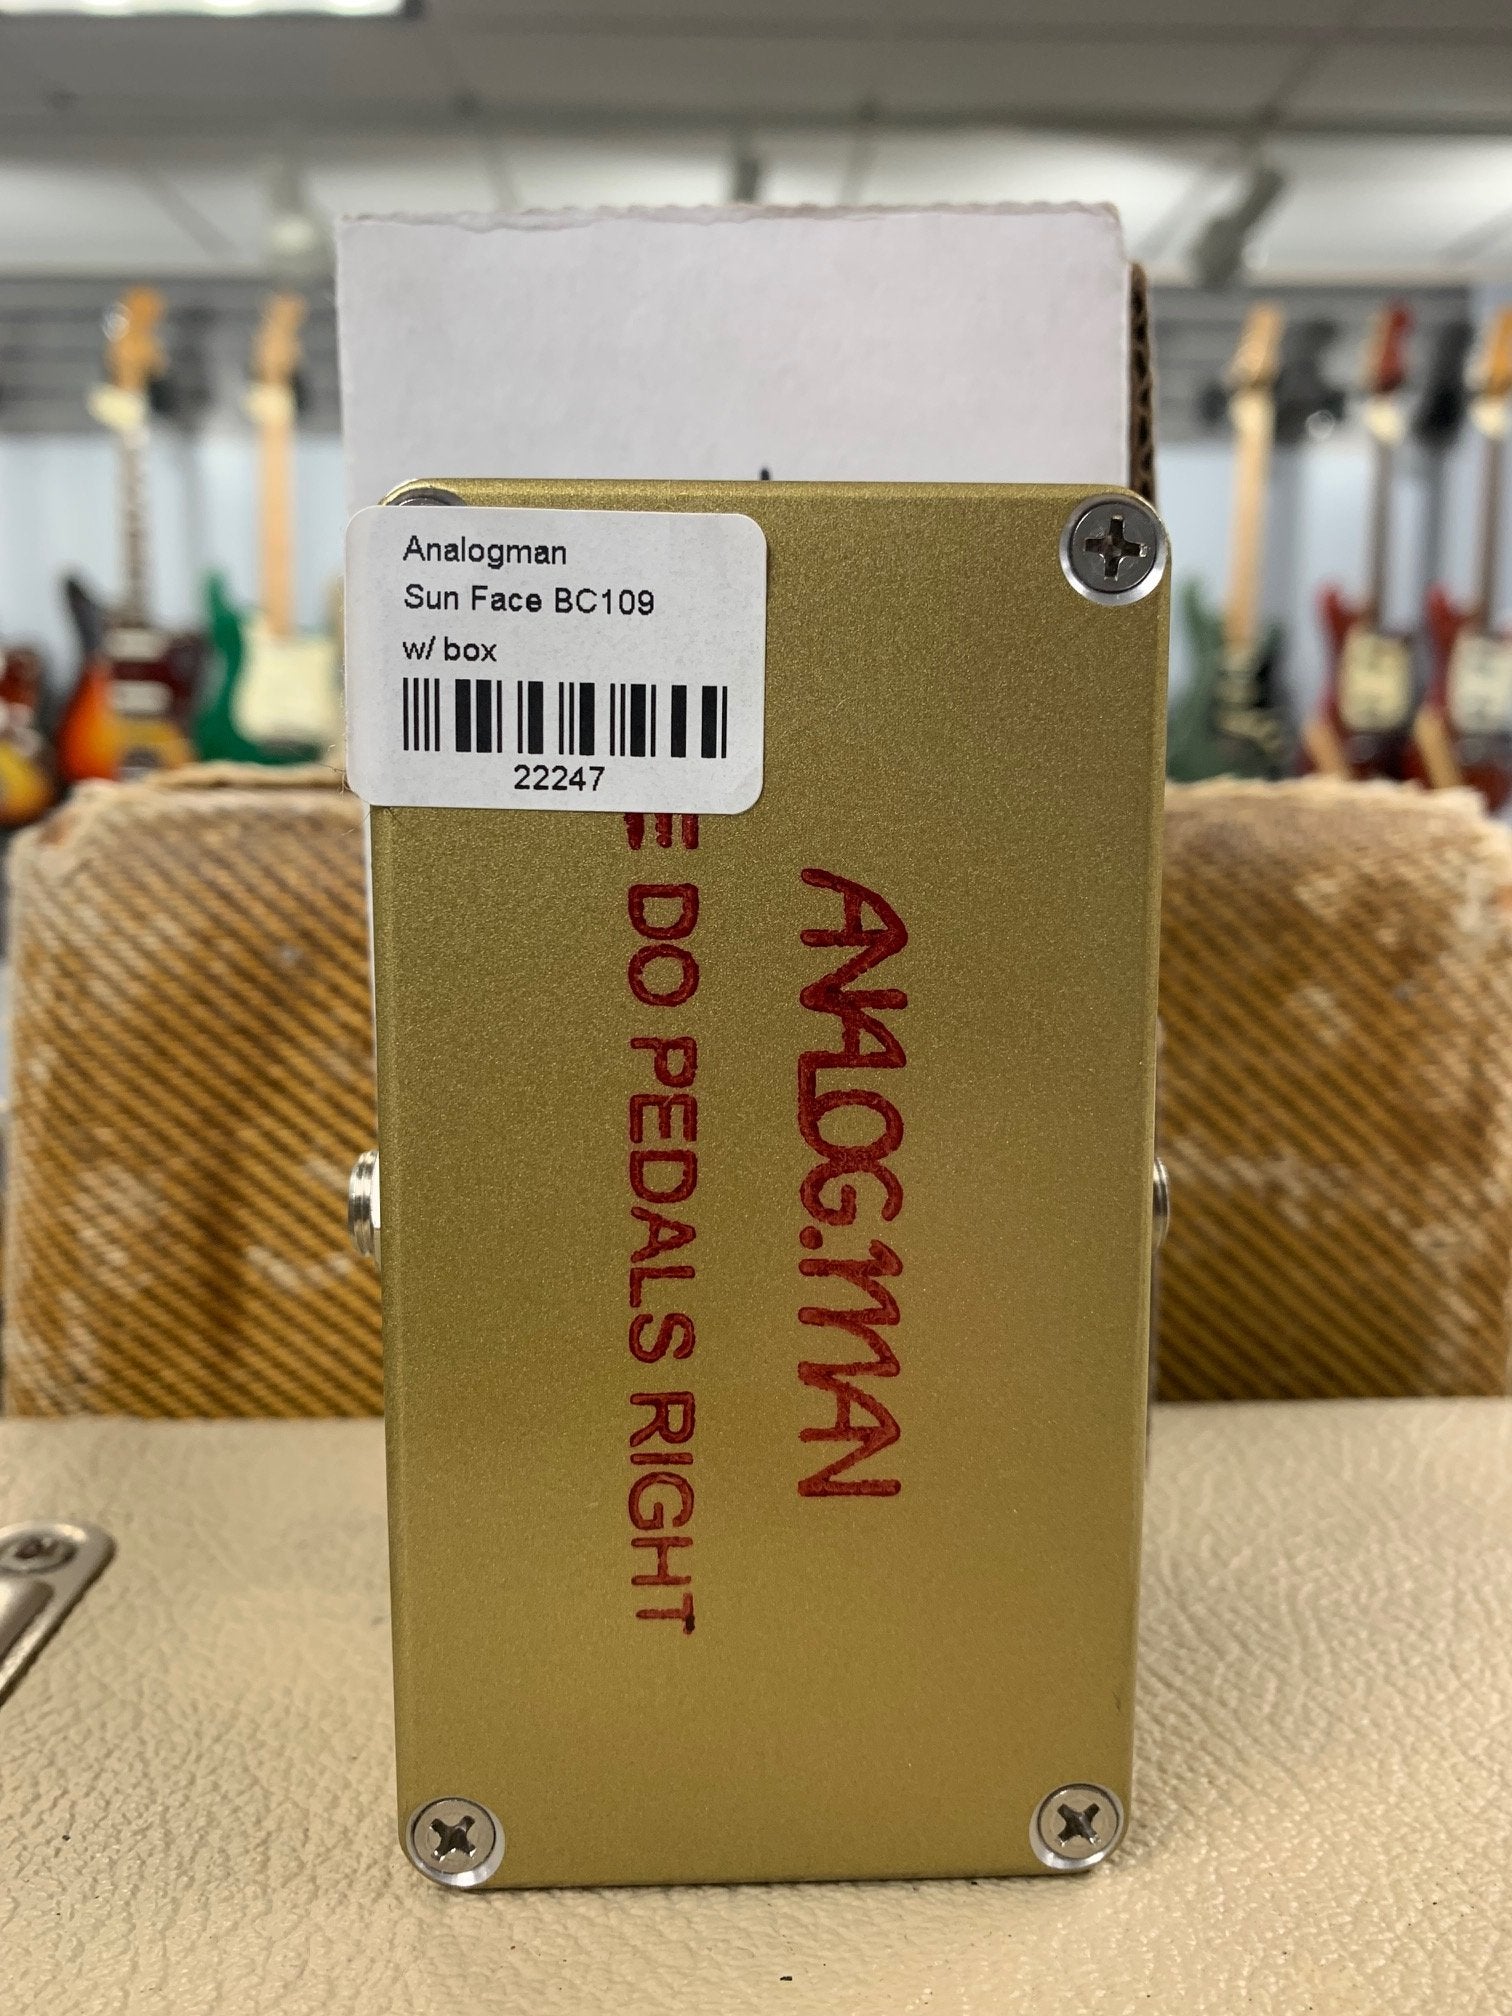 Analogman
Sun Face BC109
w/ box
22247
ANALOG.MAN
DO PEDALS RIGHT